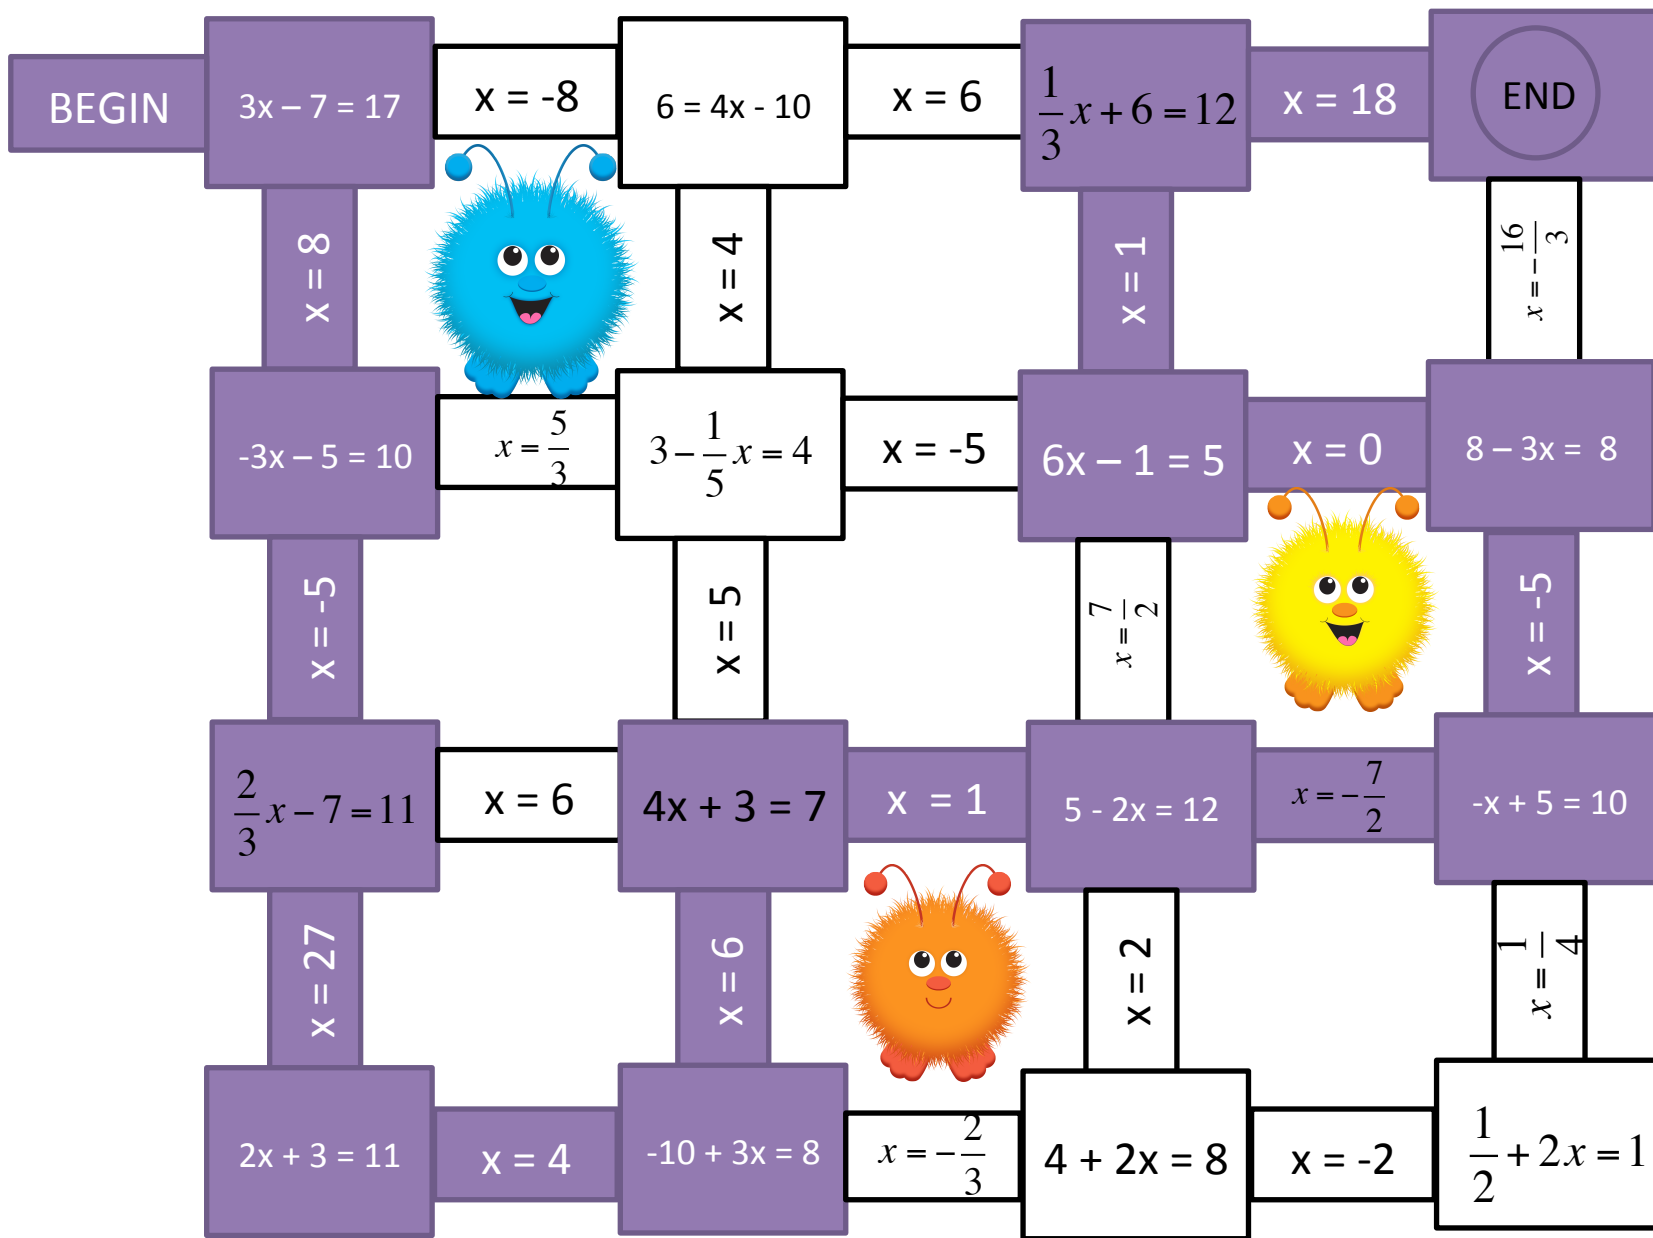 BEGIN
3x – 7 = 17
x = -8
6 = 4x - 10
x = 6
1/3 x + 6 = 12
x = 18
END
x = 8
x = 4
x = 1
x = -16/3
-3x – 5 = 10
x = 5/3
3 – 1/5 x = 4
x = -5
6x – 1 = 5
x = 0
8 – 3x = 8
x = -5
x = 5
x = 7/2
x = -5
2/3 x – 7 = 11
x = 6
4x + 3 = 7
x = 1
5 - 2x = 12
x = -7/2
-x + 5 = 10
x = 27
x = 6
x = 2
x = 1/4
2x + 3 = 11
x = 4
-10 + 3x = 8
x = -2/3
4 + 2x = 8
x = -2
1/2 + 2x = 1